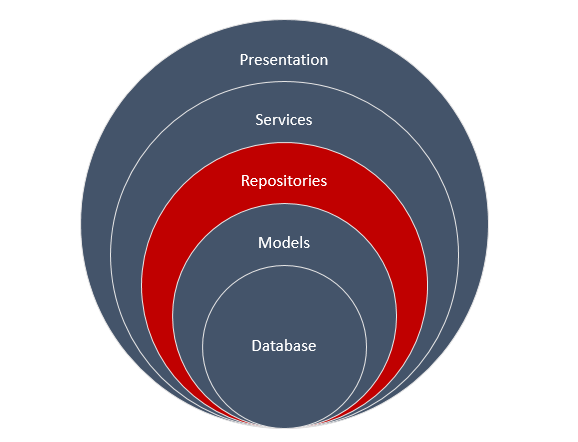 Presentation
Services
Repositories
Models
Database